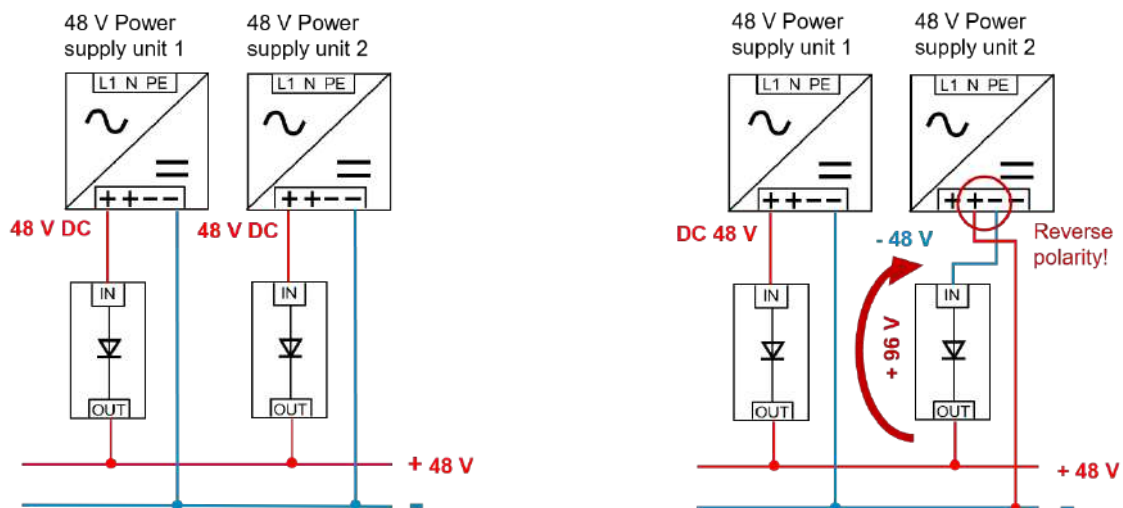 48 V Power
supply unit 1
48 V Power
supply unit 2
L1 N PE
L1 N PE
+ + - -
+ + - -
48 V DC
48 V DC
IN
IN
OUT
OUT
+ 48 V
-
48 V Power
supply unit 1
48 V Power
supply unit 2
L1 N PE
L1 N PE
+ + - -
+ + - -
DC 48 V
- 48 V
Reverse
polarity!
IN
IN
+ 96 V
OUT
OUT
+ 48 V
-